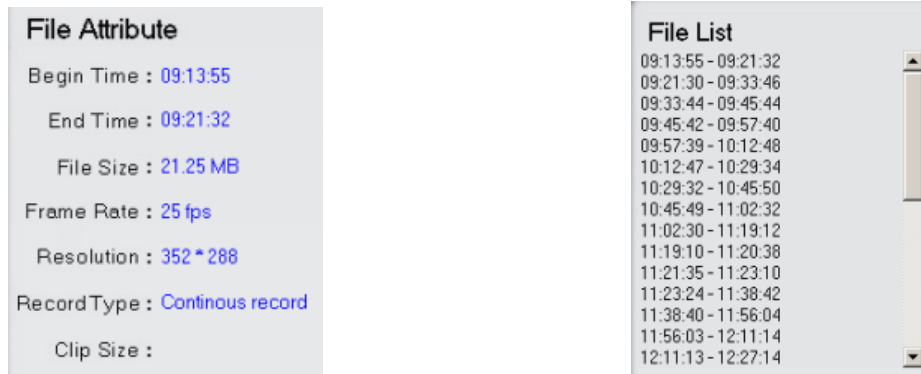 File Attribute
Begin Time : 09:13:55
End Time : 09:21:32
File Size : 21.25 MB
Frame Rate : 25 fps
Resolution : 352 * 288
Record Type : Continous record
Clip Size :
File List
09:13:55 - 09:21:32
09:21:30 - 09:33:46
09:33:44 - 09:45:44
09:45:42 - 09:57:40
09:57:39 - 10:12:48
10:12:47 - 10:29:34
10:29:32 - 10:45:50
10:45:49 - 11:02:32
11:02:30 - 11:19:12
11:19:10 - 11:20:38
11:21:35 - 11:23:10
11:23:24 - 11:38:42
11:38:40 - 11:56:04
11:56:03 - 12:11:14
12:11:13 - 12:27:14